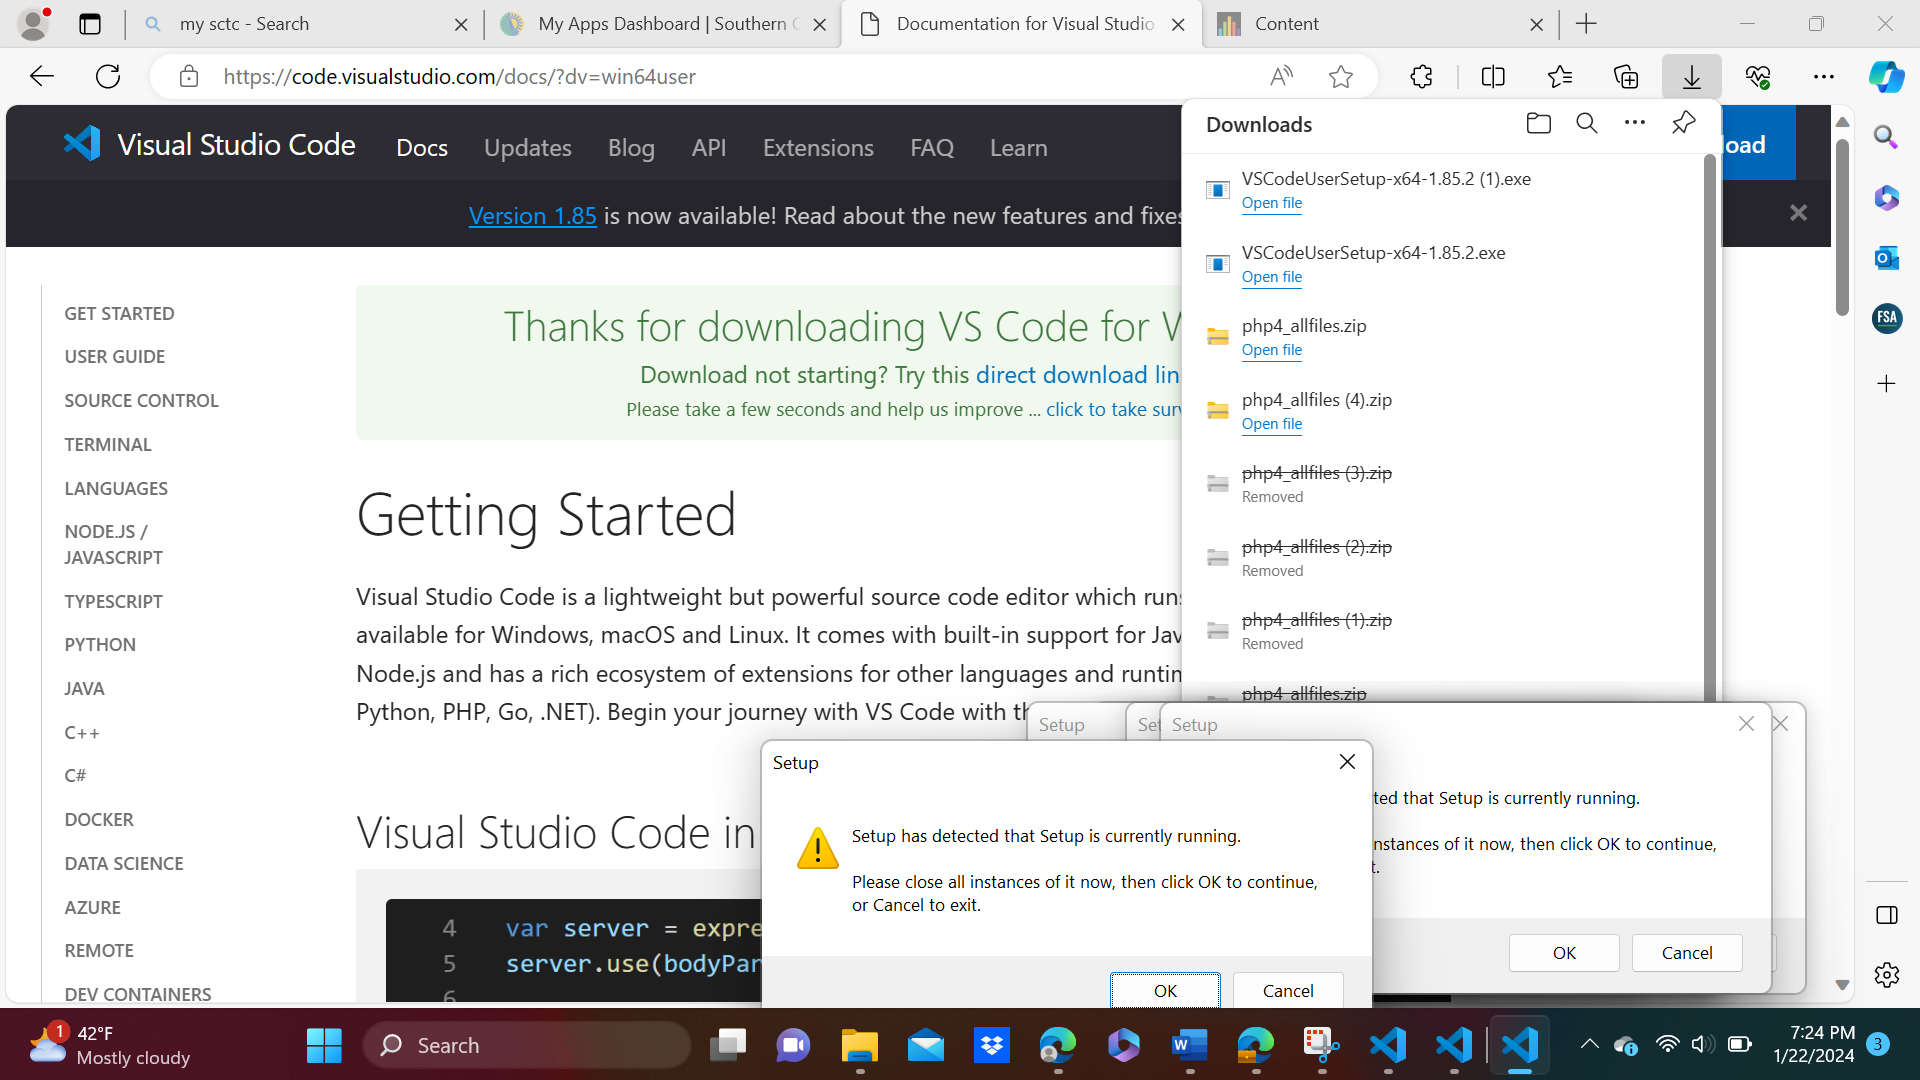 my sctc - Search
My Apps Dashboard | Southern C
Documentation for Visual Studio
Content
https://code.visualstudio.com/docs/?dv=win64user
Visual Studio Code
Docs
Updates
Blog
API
Extensions
FAQ
Learn
load
Version 1.85 is now available! Read about the new features and fixes
GET STARTED
USER GUIDE
SOURCE CONTROL
TERMINAL
LANGUAGES
NODE.JS /
JAVASCRIPT
TYPESCRIPT
PYTHON
JAVA
C++
C#
DOCKER
DATA SCIENCE
AZURE
REMOTE
DEV CONTAINERS
Thanks for downloading VS Code for W
Download not starting? Try this direct download lin
Please take a few seconds and help us improve ... click to take surv
Getting Started
Visual Studio Code is a lightweight but powerful source code editor which runs
available for Windows, macOS and Linux. It comes with built-in support for Jav
Node.js and has a rich ecosystem of extensions for other languages and runtim
Python, PHP, Go, .NET). Begin your journey with VS Code with th
Visual Studio Code in
4 var server = expre
5 server.use(bodyPar
6
Downloads
VSCodeUserSetup-x64-1.85.2 (1).exe
Open file
VSCodeUserSetup-x64-1.85.2.exe
Open file
php4_allfiles.zip
Open file
php4_allfiles (4).zip
Open file
php4_allfiles (3).zip
Removed
php4_allfiles (2).zip
Removed
php4_allfiles (1).zip
Removed
php4_allfiles.zip
FSA
Setup
Set
Setup
ted that Setup is currently running.
nstances of it now, then click OK to continue,
t.
OK
Cancel
Setup
Setup has detected that Setup is currently running.
Please close all instances of it now, then click OK to continue,
or Cancel to exit.
OK
Cancel
1
42°F
Mostly cloudy
Search
7:24 PM
1/22/2024
3